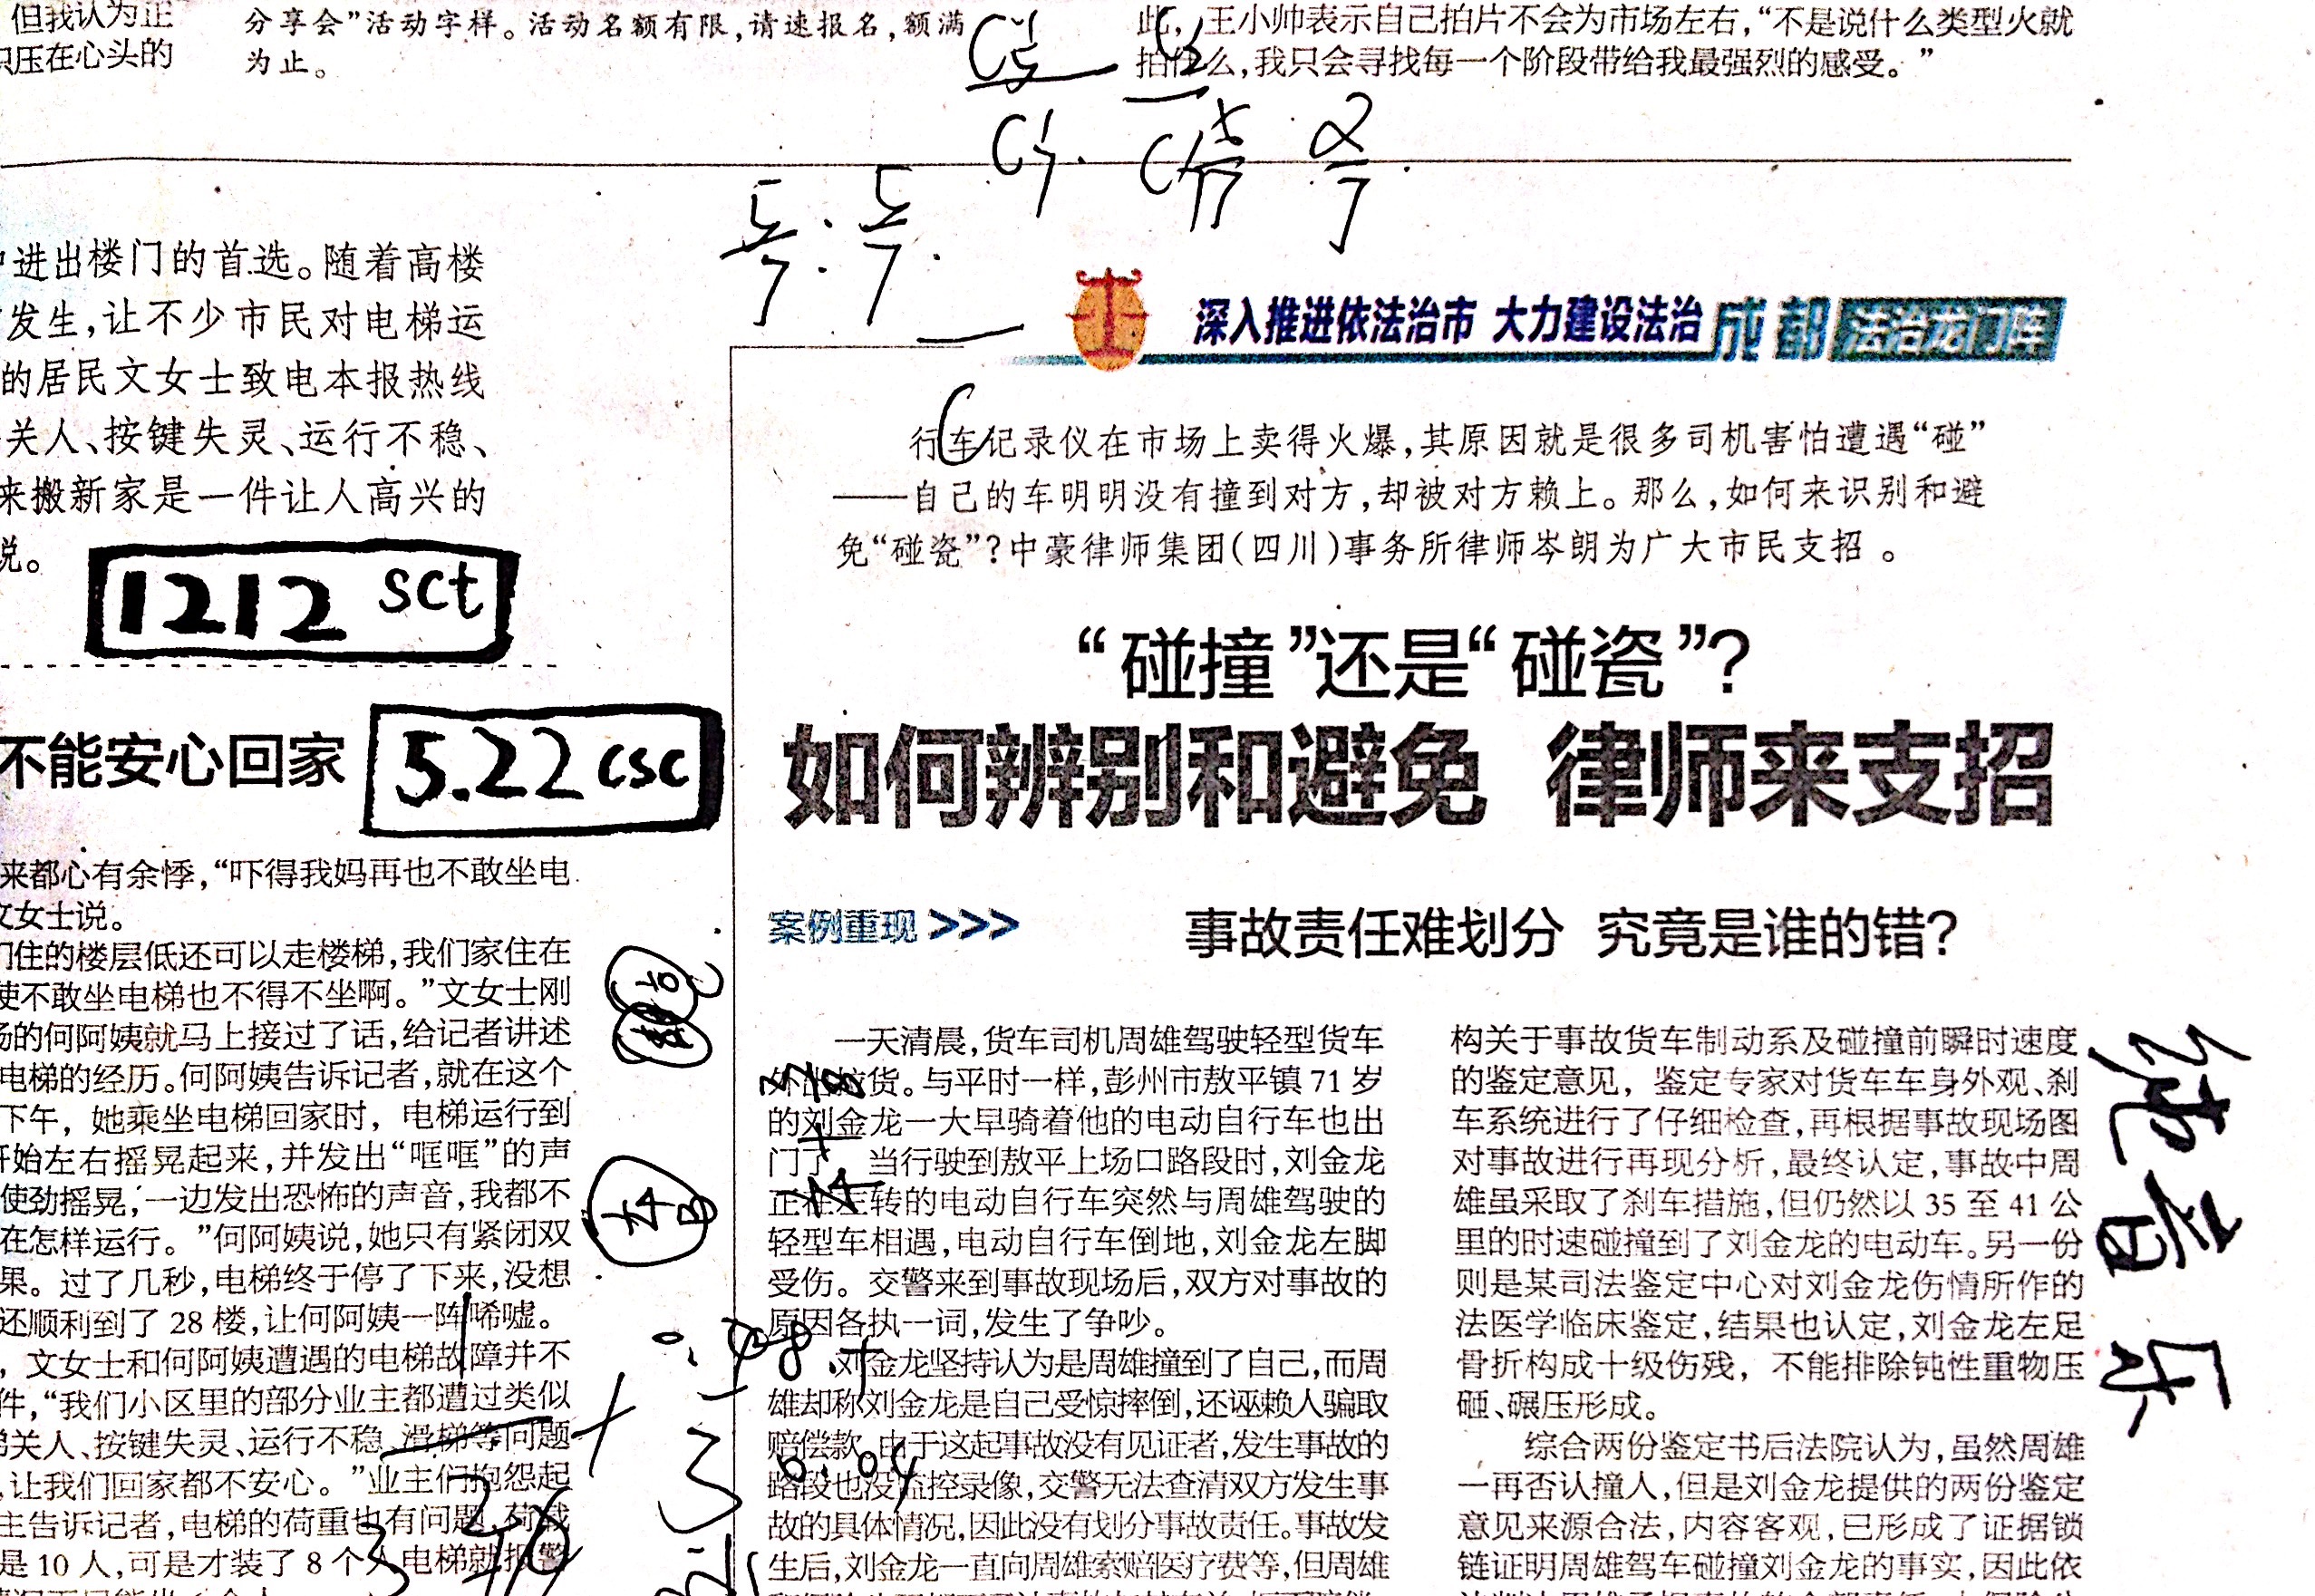 但我认为正
识压在心头的
分享会”活动字样。活动名额有限,请速报名,额满
为止。
此, 王小帅表示自己拍片不会为市场左右,“不是说什么类型火就
拍什么,我只会寻找每一个阶段带给我最强烈的感受。”
进出楼门的首选。随着高楼
发生,让不少市民对电梯运
的居民文女士致电本报热线
关人、按键失灵、运行不稳、
来搬新家是一件让人高兴的
说。
1212 sct
不能安心回家
5.22 csc
来都心有余悸,“吓得我妈再也不敢坐电
文女士说。
们住的楼层低还可以走楼梯,我们家住在
使不敢坐电梯也不得不坐啊。”文女士刚
场的何阿姨就马上接过了话,给记者讲述
电梯的经历。何阿姨告诉记者,就在这个
下午, 她乘坐电梯回家时, 电梯运行到
开始左右摇晃起来,并发出“哐哐”的声
使劲摇晃,一边发出恐怖的声音,我都不
在怎样运行。”何阿姨说,她只有紧闭双
果。过了几秒,电梯终于停了下来,没想
还顺利到了 28 楼,让何阿姨一阵唏嘘。
, 文女士和何阿姨遭遇的电梯故障并不
件,“我们小区里的部分业主都遭过类似
梯关人、按键失灵、运行不稳、滑梯等问题
,让我们回家都不安心。”业主们抱怨起
主告诉记者,电梯的荷重也有问题,荷载
是 10 人,可是才装了 8 个人电梯就报警
深入推进依法治市 大力建设法治成都 法治龙门阵
行车记录仪在市场上卖得火爆,其原因就是很多司机害怕遭遇“碰”
——自己的车明明没有撞到对方,却被对方赖上。那么,如何来识别和避
免“碰瓷”?中豪律师集团(四川)事务所律师岑朗为广大市民支招 。
“碰撞”还是“碰瓷”?
如何辨别和避免 律师来支招
案例重现 >>>
事故责任难划分 究竟是谁的错?
一天清晨,货车司机周雄驾驶轻型货车
外出拉货。与平时一样,彭州市敖平镇 71 岁
的刘金龙一大早骑着他的电动自行车也出
门了。当行驶到敖平上场口路段时,刘金龙
正在左转的电动自行车突然与周雄驾驶的
轻型车相遇,电动自行车倒地,刘金龙左脚
受伤。交警来到事故现场后,双方对事故的
原因各执一词,发生了争吵。
刘金龙坚持认为是周雄撞到了自己,而周
雄却称刘金龙是自己受惊摔倒,还诬赖人骗取
赔偿款。由于这起事故没有见证者,发生事故的
路段也没监控录像,交警无法查清双方发生事
故的具体情况,因此没有划分事故责任。事故发
生后,刘金龙一直向周雄索赔医疗费等,但周雄
构关于事故货车制动系及碰撞前瞬时速度
的鉴定意见, 鉴定专家对货车车身外观、刹
车系统进行了仔细检查,再根据事故现场图
对事故进行再现分析,最终认定,事故中周
雄虽采取了刹车措施,但仍然以 35 至 41 公
里的时速碰撞到了刘金龙的电动车。另一份
则是某司法鉴定中心对刘金龙伤情所作的
法医学临床鉴定,结果也认定,刘金龙左足
骨折构成十级伤残, 不能排除钝性重物压
砸、碾压形成。
综合两份鉴定书后法院认为,虽然周雄
一再否认撞人,但是刘金龙提供的两份鉴定
意见来源合法,内容客观,已形成了证据锁
链证明周雄驾车碰撞刘金龙的事实,因此依